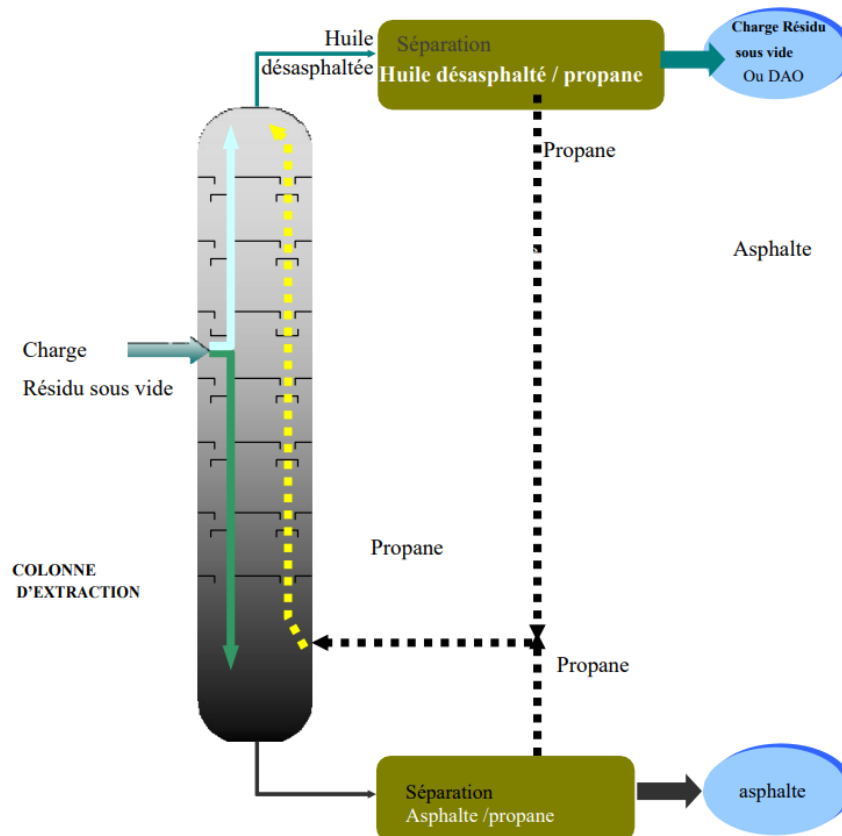 Huile
désasphaltée
Séparation
Huile désasphalté / propane
Charge Résidu
sous vide
Ou DAO
Propane
Asphalte
Charge
Résidu sous vide
Propane
COLONNE
D'EXTRACTION
Propane
Séparation
Asphalte /propane
asphalte